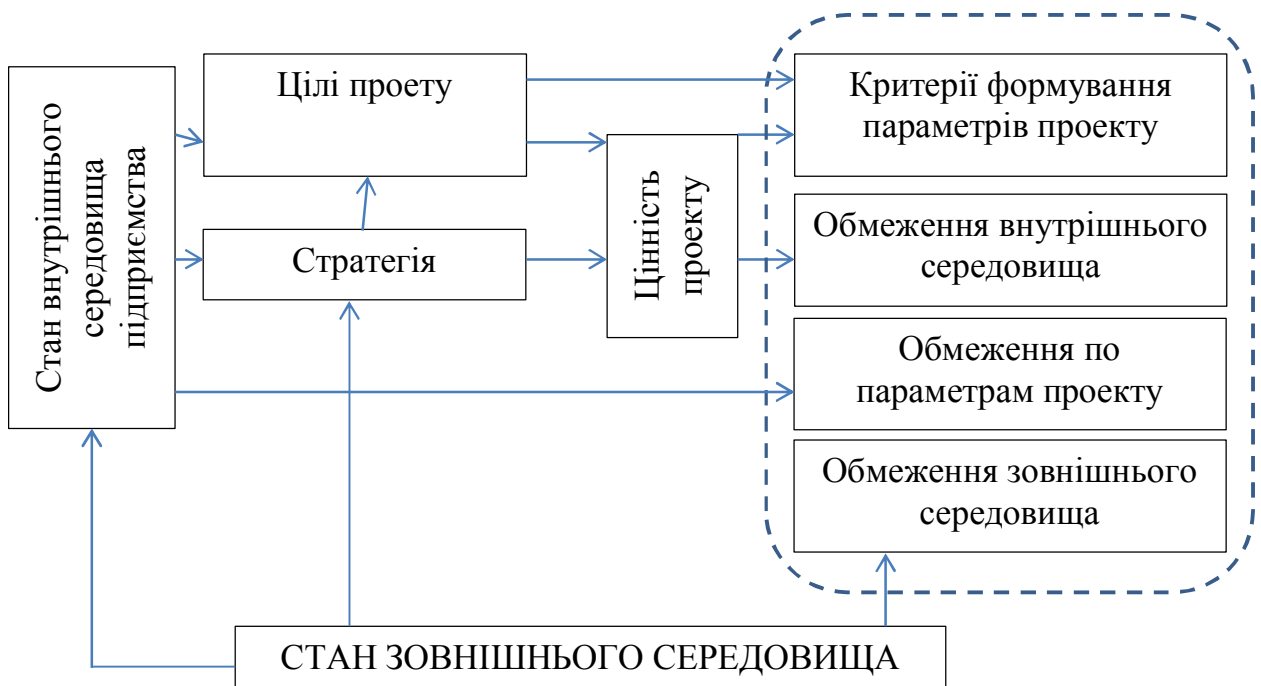 Стан внутрішнього
середовища
підприємства
Цілі проету
Стратегія
Цінність
проекту
Критерії формування
параметрів проекту
Обмеження внутрішнього
середовища
Обмеження по
параметрам проекту
Обмеження зовнішнього
середовища
СТАН ЗОВНІШНЬОГО СЕРЕДОВИЩА